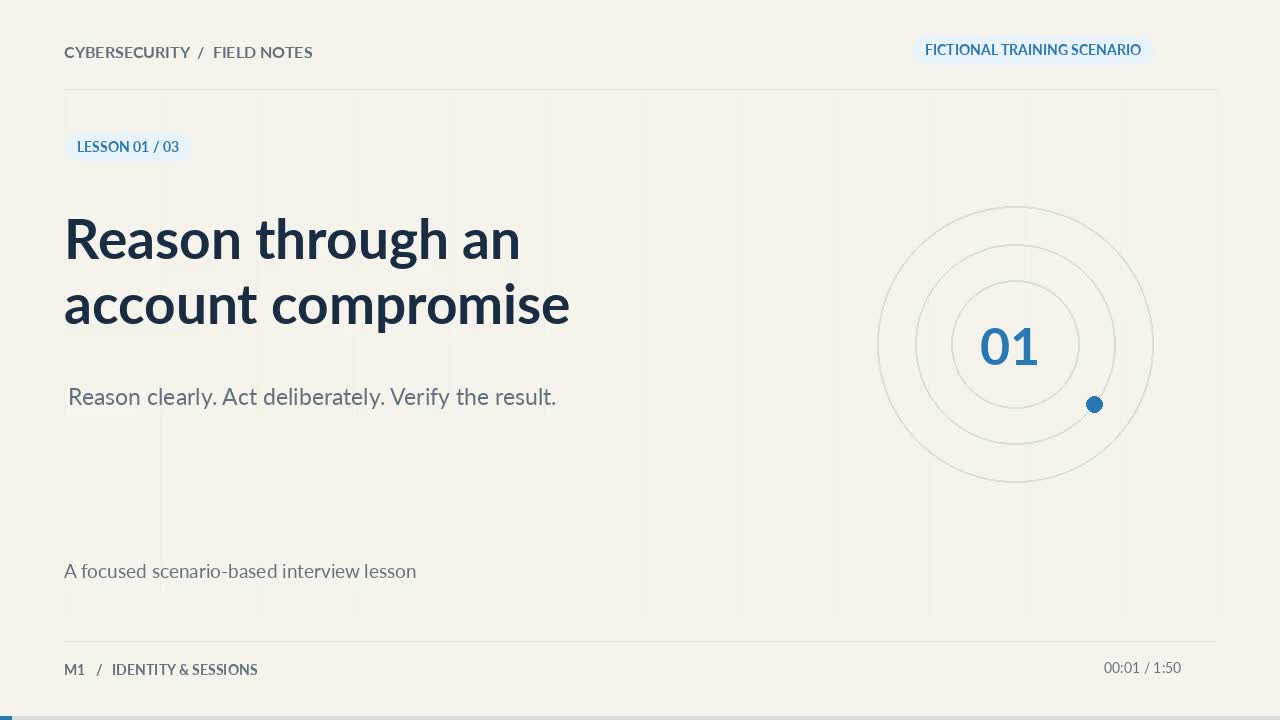 CYBERSECURITY / FIELD NOTES
FICTIONAL TRAINING SCENARIO
LESSON 01 / 03
Reason through an
account compromise
01
Reason clearly. Act deliberately. Verify the result.
A focused scenario-based interview lesson
M1 / IDENTITY & SESSIONS
00:01 / 1:50